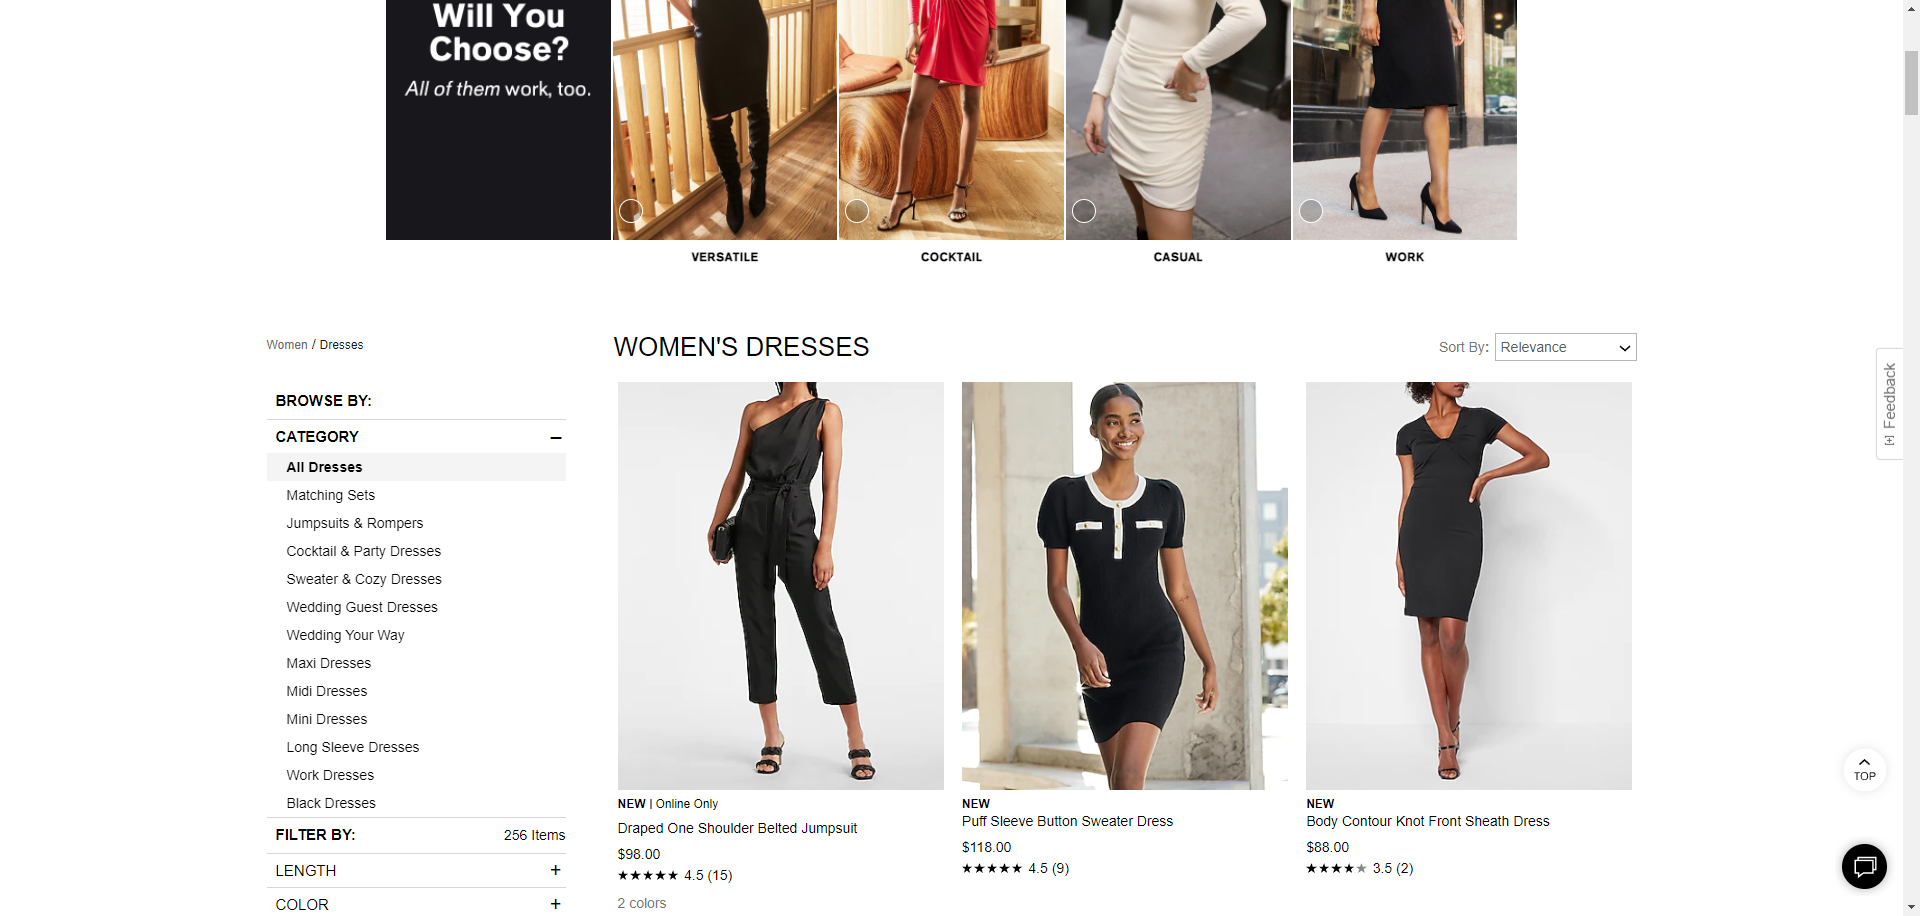 Will You
Choose?
All of them work, too.
VERSATILE
COCKTAIL
CASUAL
WORK
Women / Dresses
WOMEN'S DRESSES
Sort By: Relevance
BROWSE BY:
CATEGORY
All Dresses
Matching Sets
Jumpsuits & Rompers
Cocktail & Party Dresses
Sweater & Cozy Dresses
Wedding Guest Dresses
Wedding Your Way
Maxi Dresses
Midi Dresses
Mini Dresses
Long Sleeve Dresses
Work Dresses
Black Dresses
FILTER BY: 256 Items
LENGTH +
COLOR +
NEW | Online Only
Draped One Shoulder Belted Jumpsuit
$98.00
★★★★★ 4.5 (15)
2 colors
NEW
Puff Sleeve Button Sweater Dress
$118.00
★★★★★ 4.5 (9)
NEW
Body Contour Knot Front Sheath Dress
$88.00
★★★★★ 3.5 (2)
[+] Feedback
TOP